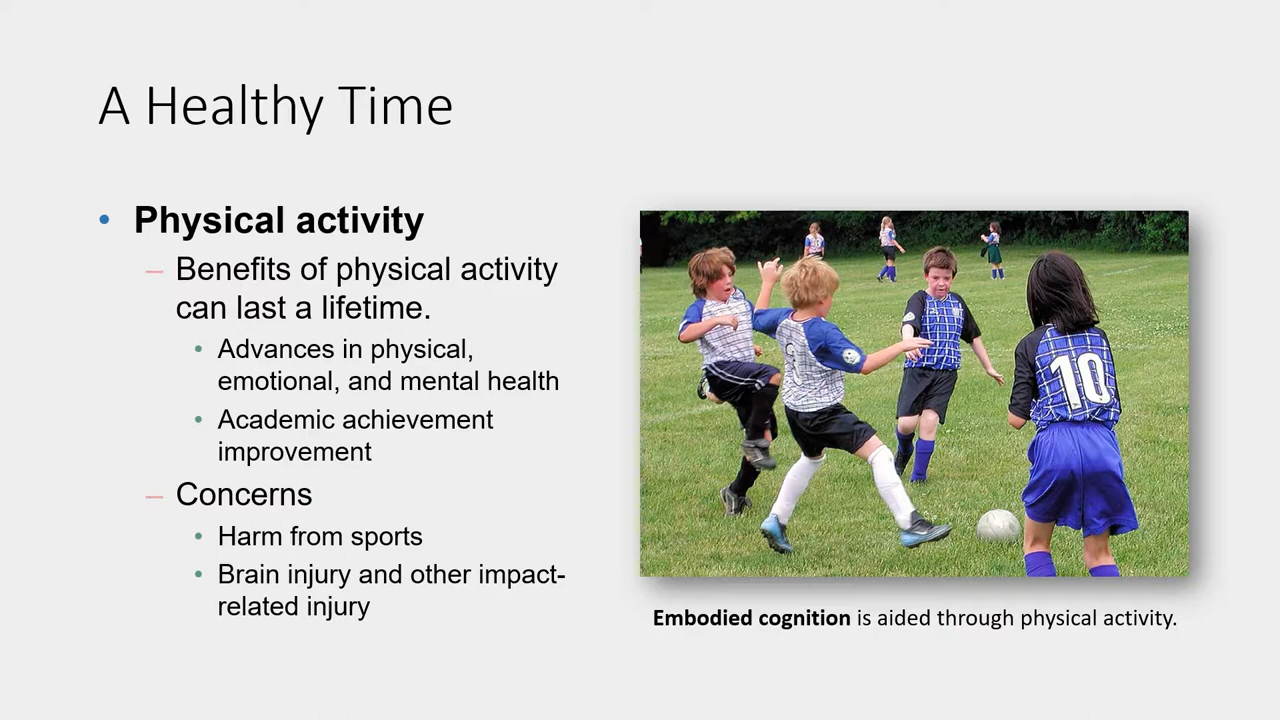 A Healthy Time
• Physical activity
– Benefits of physical activity
can last a lifetime.
• Advances in physical,
emotional, and mental health
• Academic achievement
improvement
– Concerns
• Harm from sports
• Brain injury and other impact-
related injury
10
Embodied cognition is aided through physical activity.